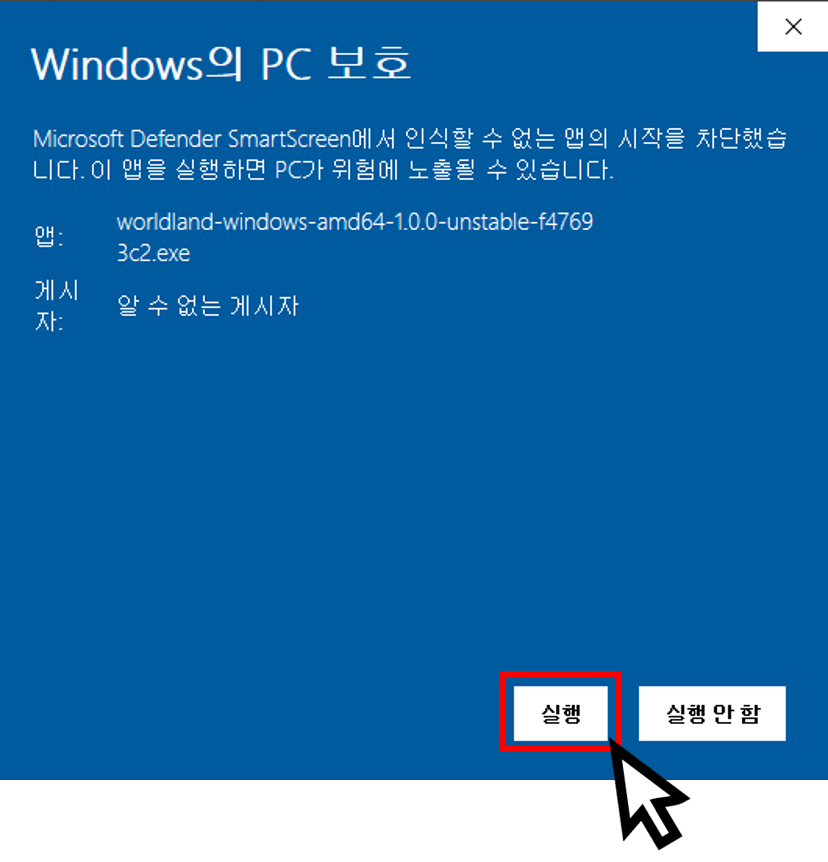 Windows의 PC 보호
Microsoft Defender SmartScreen에서 인식할 수 없는 앱의 시작을 차단했습
니다. 이 앱을 실행하면 PC가 위험에 노출될 수 있습니다.
앱:
worldland-windows-amd64-1.0.0-unstable-f4769
3c2.exe
게시
자:
알 수 없는 게시자
실행
실행 안 함